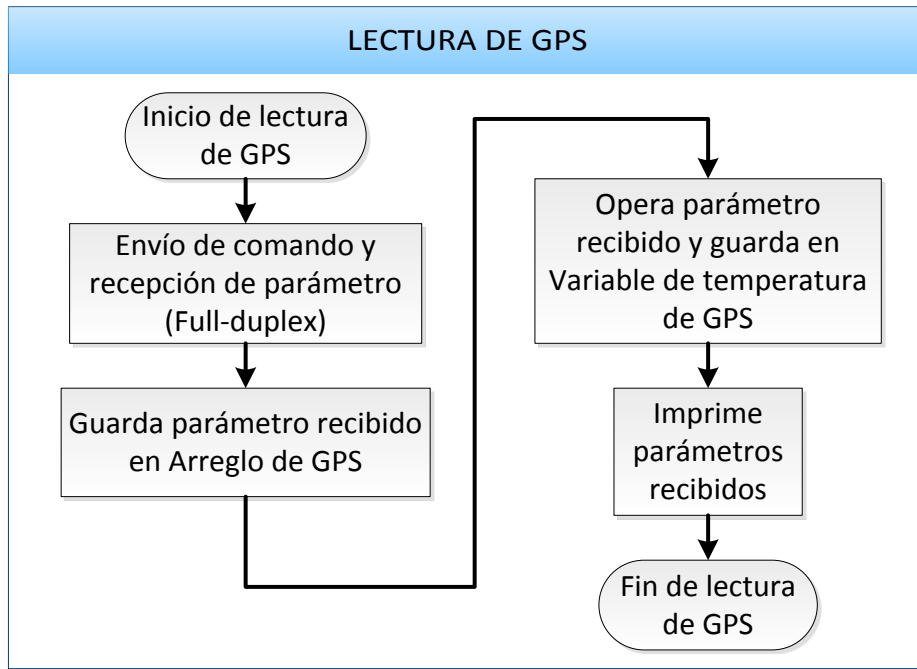 LECTURA DE GPS
Inicio de lectura
de GPS
Envío de comando y
recepción de parámetro
(Full-duplex)
Guarda parámetro recibido
en Arreglo de GPS
Opera parámetro
recibido y guarda en
Variable de temperatura
de GPS
Imprime
parámetros
recibidos
Fin de lectura
de GPS